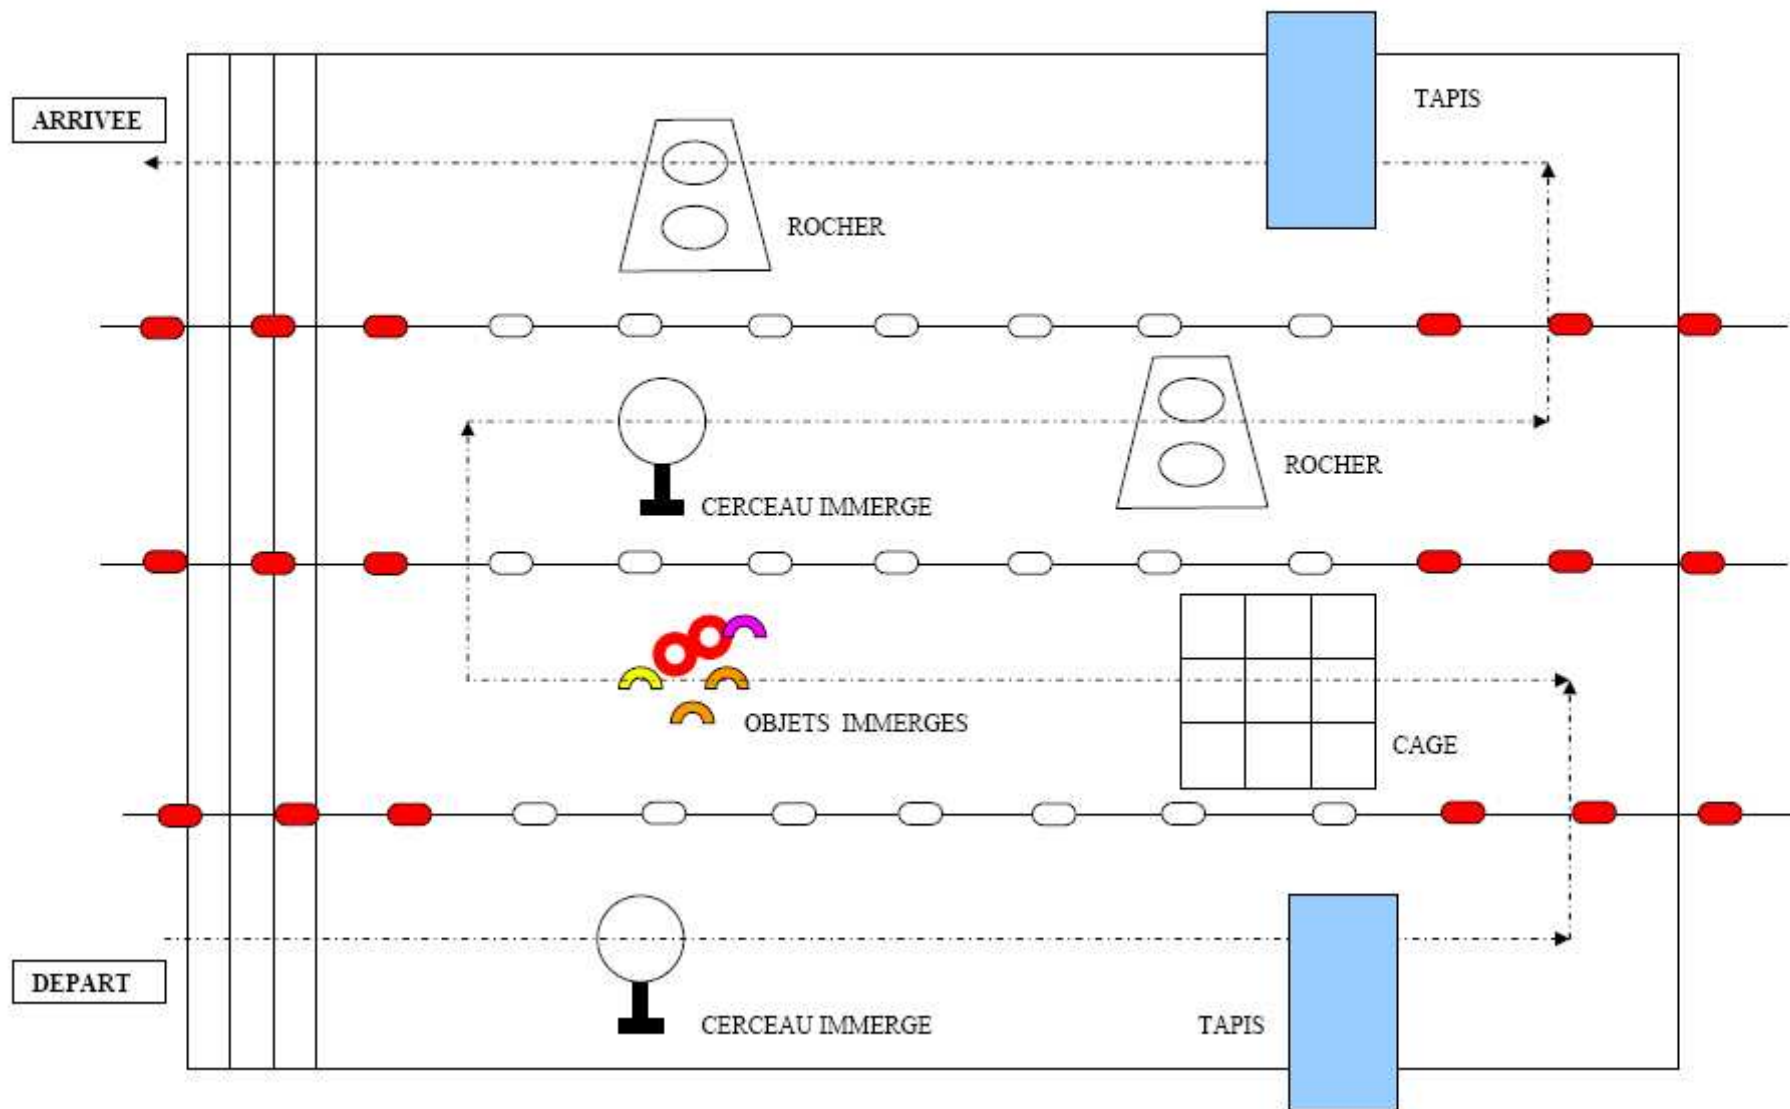 TAPIS
ARRIVEE
ROCHER
ROCHER
CERCEAU IMMERGE
OBJETS IMMERGES
CAGE
DEPART
CERCEAU IMMERGE
TAPIS